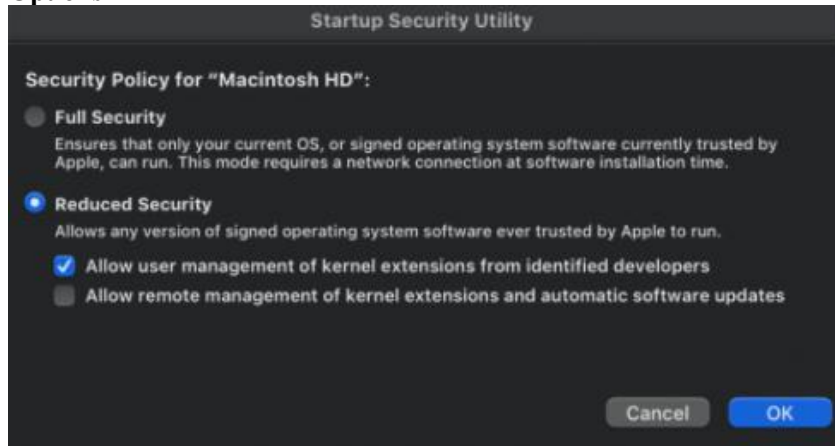 Startup Security Utility
Security Policy for "Macintosh HD":
Full Security
Ensures that only your current OS, or signed operating system software currently trusted by
Apple, can run. This mode requires a network connection at software installation time.
Reduced Security
Allows any version of signed operating system software ever trusted by Apple to run.
Allow user management of kernel extensions from identified developers
Allow remote management of kernel extensions and automatic software updates
Cancel OK